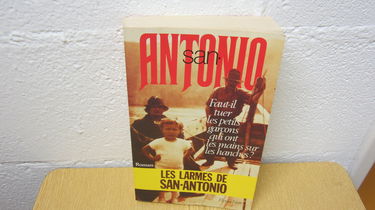 SAN-
ANTONIO
Faut-il
tuer
les petits
garçons
qui ont
les mains sur
les hanches?
Roman
LES LARMES DE
SAN-ANTONIO